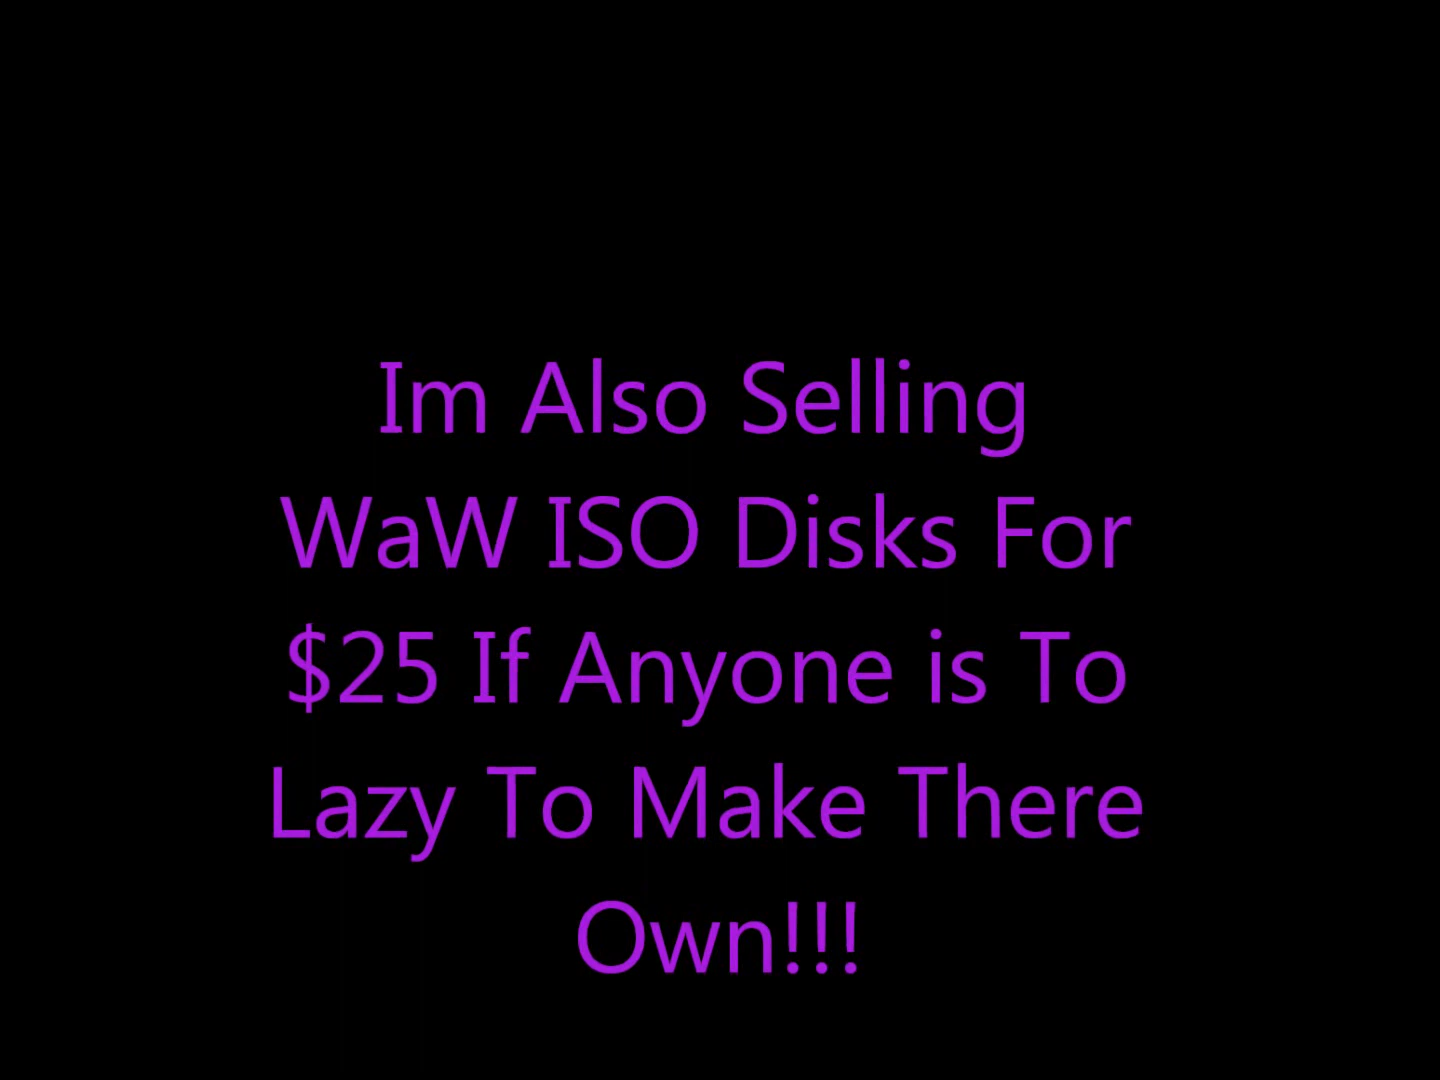 Im Also Selling
WaW ISO Disks For
$25 If Anyone is To
Lazy To Make There
Own!!!